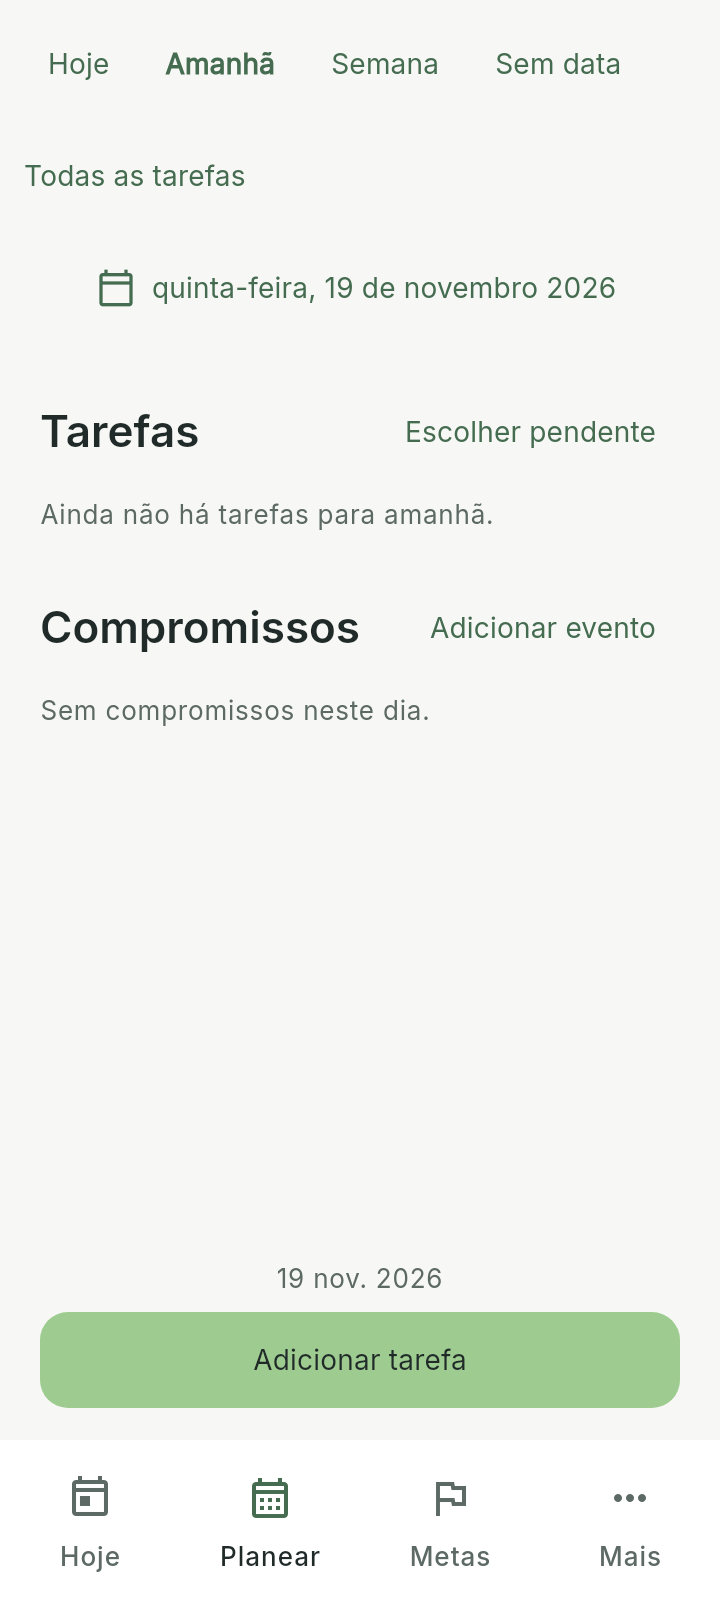 Hoje Amanhã Semana Sem data
Todas as tarefas
quinta-feira, 19 de novembro 2026
Tarefas Escolher pendente
Ainda não há tarefas para amanhã.
Compromissos Adicionar evento
Sem compromissos neste dia.
19 nov. 2026
Adicionar tarefa
Hoje Planear Metas Mais